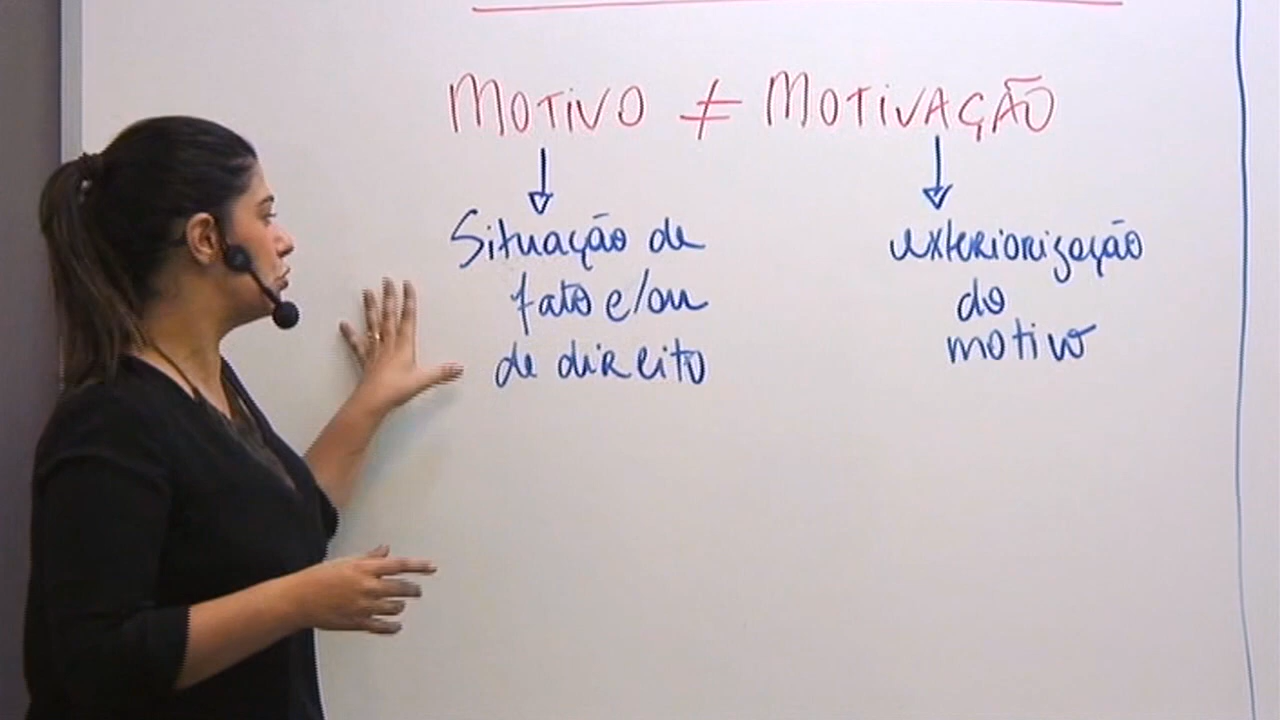 MOTIVO ≠ MOTIVAÇÃO
Situação de
fato e/ou
de direito
exteriorização
do
motivo